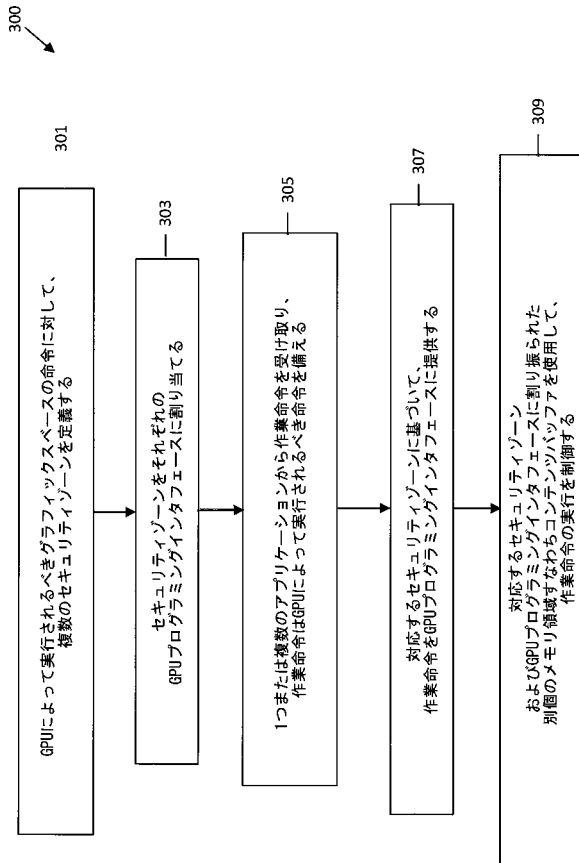 300
301
GPUによって実行されるべきグラフィックスベースの命令に対して、
複数のセキュリティゾーンを定義する
303
セキュリティゾーンをそれぞれの
GPUプログラミングインタフェースに割り当てる
305
1つまたは複数のアプリケーションから作業命令を受け取り、
作業命令はGPUによって実行されるべき命令を備える
307
対応するセキュリティゾーンに基づいて、
作業命令をGPUプログラミングインタフェースに提供する
309
対応するセキュリティゾーン
およびGPUプログラミングインタフェースに割り振られた
別個のメモリ領域すなわちコンテンツバッファを使用して、
作業命令の実行を制御する